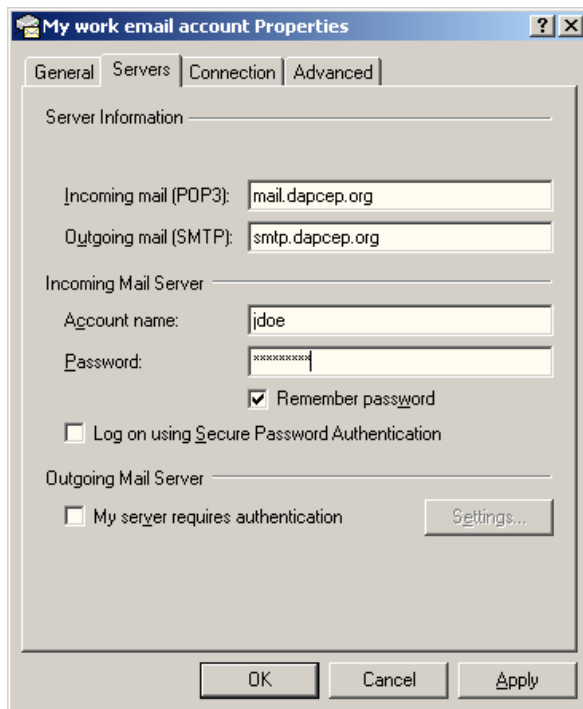 My work email account Properties
General Servers Connection Advanced
Server Information
Incoming mail (POP3): mail.dapcep.org
Outgoing mail (SMTP): smtp.dapcep.org
Incoming Mail Server
Account name: jdoe
Password: *********
Remember password
Log on using Secure Password Authentication
Outgoing Mail Server
My server requires authentication Settings...
OK Cancel Apply